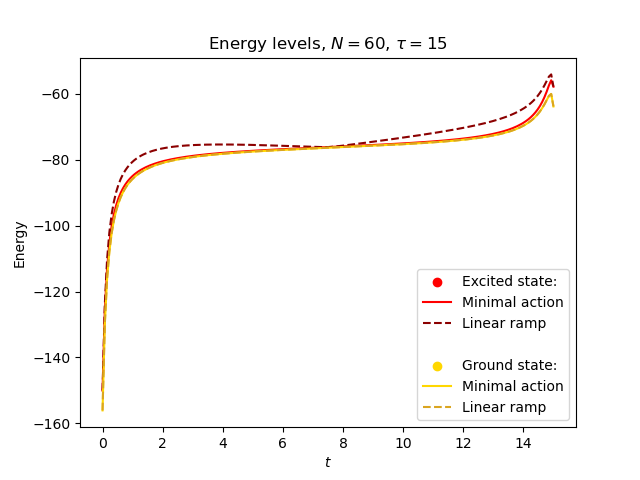 Energy levels, N = 60, τ = 15
Energy
−60
−80
−100
−120
−140
−160
0 2 4 6 8 10 12 14
t
Excited state:
Minimal action
Linear ramp
Ground state:
Minimal action
Linear ramp